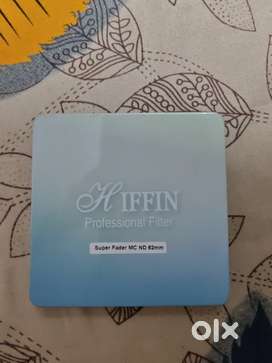 HIFFIN
Professional Filter
Super Fader MC ND 82mm
olx